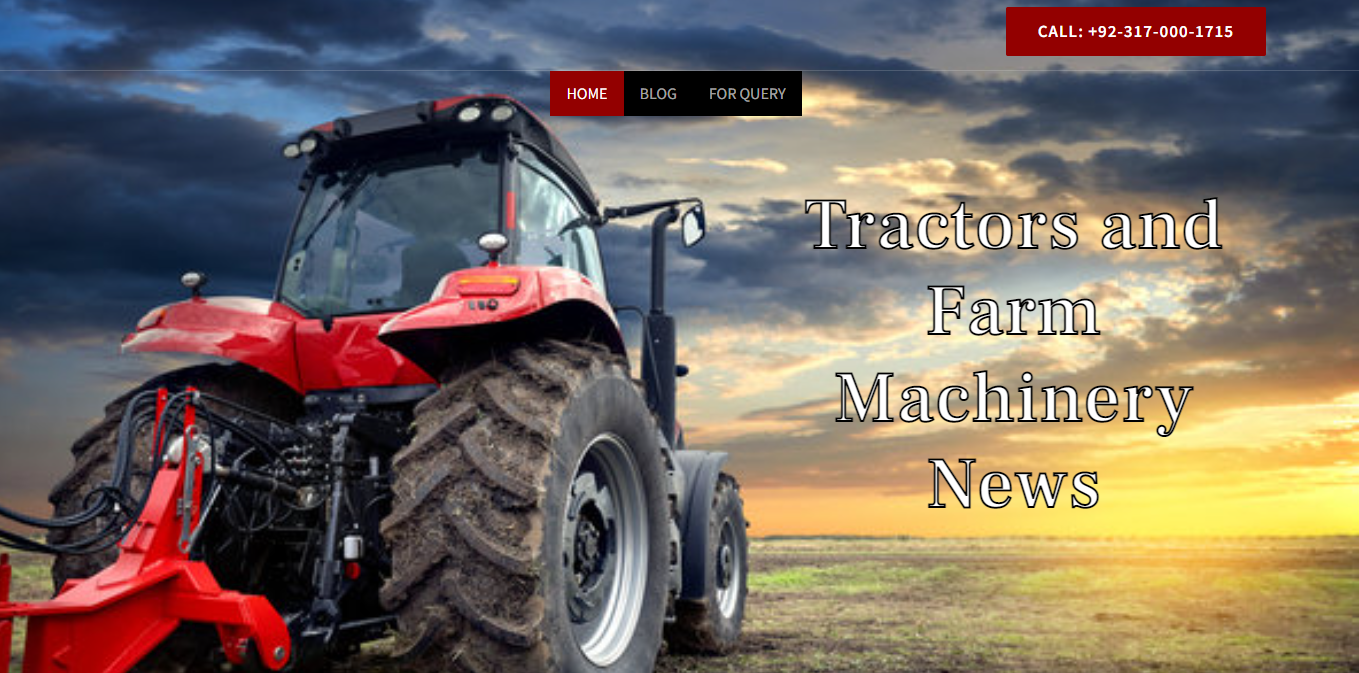 CALL: +92-317-000-1715
HOME BLOG FOR QUERY
Tractors and
Farm
Machinery
News